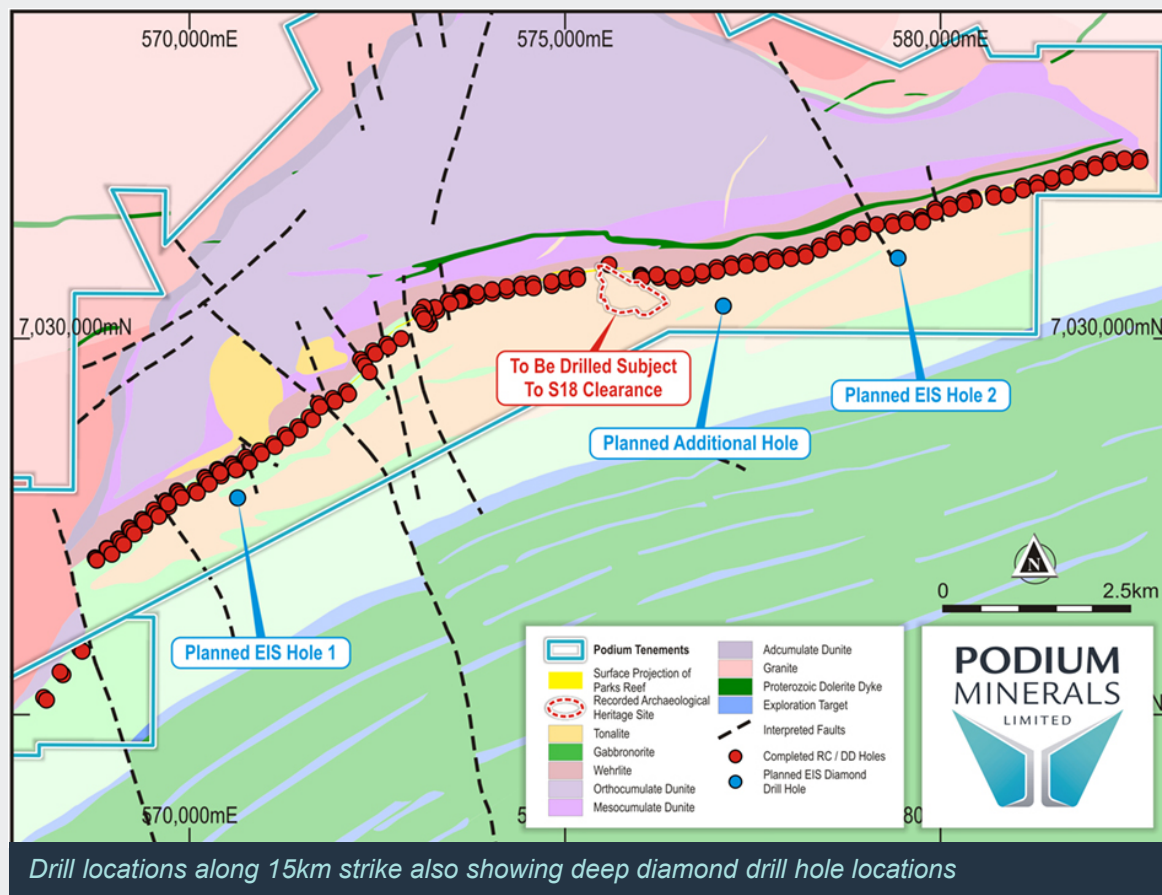 570,000mE
575,000mE
580,000mE
7,030,000mN
7,030,000mN
To Be Drilled Subject
To S18 Clearance
Planned EIS Hole 2
Planned Additional Hole
Planned EIS Hole 1
N
0 2.5km
Podium Tenements
Surface Projection of
Parks Reef
Recorded Archaeological
Heritage Site
Tonalite
Gabbronorite
Wehrlite
Orthocumulate Dunite
Mesocumulate Dunite
Adcumulate Dunite
Granite
Proterozoic Dolerite Dyke
Exploration Target
Interpreted Faults
Completed RC / DD Holes
Planned EIS Diamond
Drill Hole
PODIUM
MINERALS
LIMITED
570,000mE
Drill locations along 15km strike also showing deep diamond drill hole locations